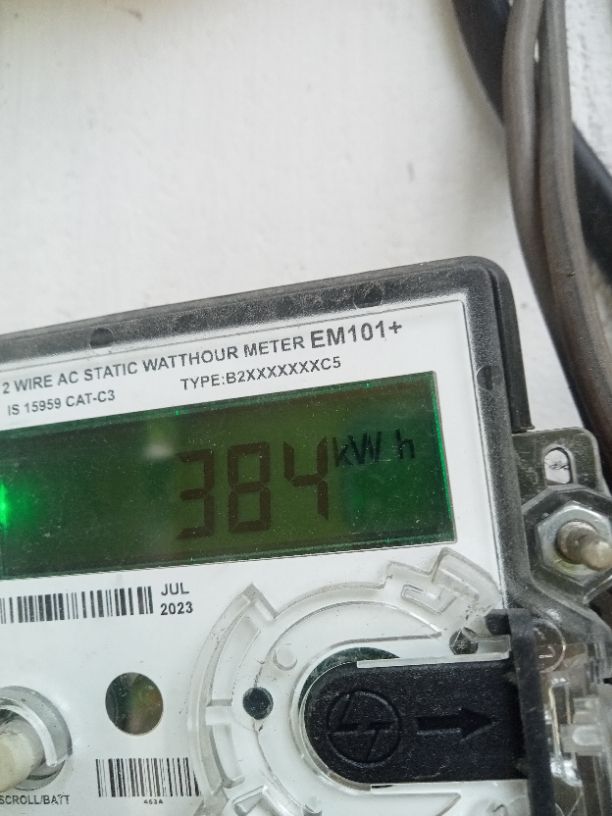 2 WIRE AC STATIC WATTHOUR METER EM101+
IS 15959 CAT-C3 TYPE:B2XXXXXXXC5
384 kWh
JUL
2023
SCROLL/BATT